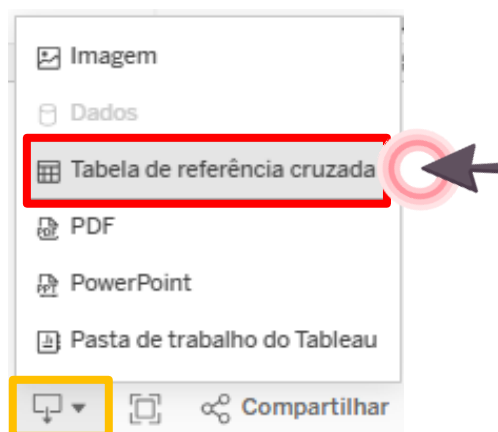 Imagem
Dados
Tabela de referência cruzada
PDF
PowerPoint
Pasta de trabalho do Tableau
Compartilhar